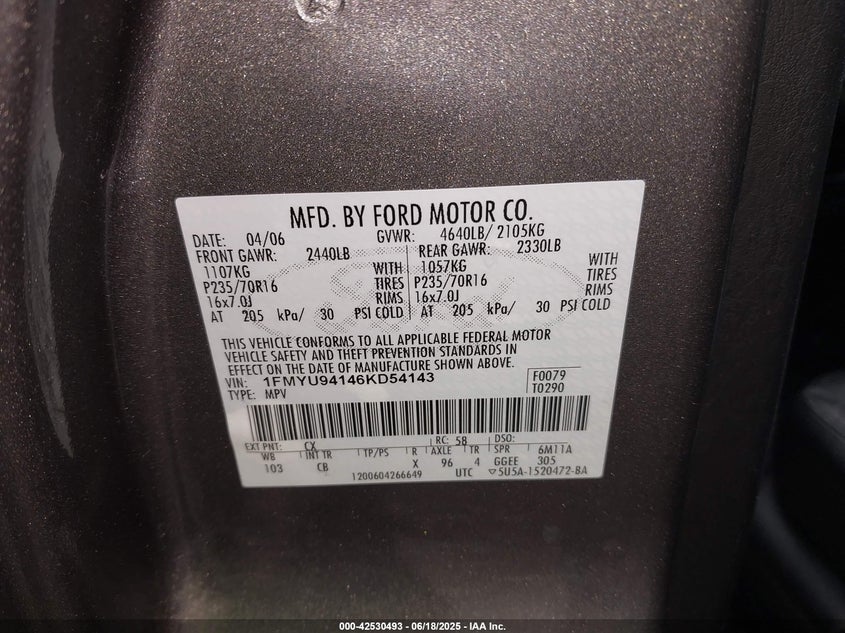 MFD. BY FORD MOTOR CO.
DATE: 04/06 GVWR: 4640LB/ 2105KG
FRONT GAWR: 2440LB REAR GAWR: 2330LB
1107KG WITH 1057KG WITH
P235/70R16 TIRES P235/70R16 TIRES
16x7.0J RIMS 16x7.0J RIMS
AT 205 kPa/ 30 PSI COLD AT 205 kPa/ 30 PSI COLD
THIS VEHICLE CONFORMS TO ALL APPLICABLE FEDERAL MOTOR
VEHICLE SAFETY AND THEFT PREVENTION STANDARDS IN
EFFECT ON THE DATE OF MANUFACTURE SHOWN ABOVE.
VIN: 1FMYU94146KD54143 F0079
TYPE: MPV T0290
EXT PNT: CX RC: 5B DSO:
WB INT TR TP/PS R AXLE TR SPR 6M11A
103 CB X 96 4 GGEE 305
1200604266649 UTC ▽5U5A-1520472-BA
000-42530493 - 06/18/2025 - IAA Inc.